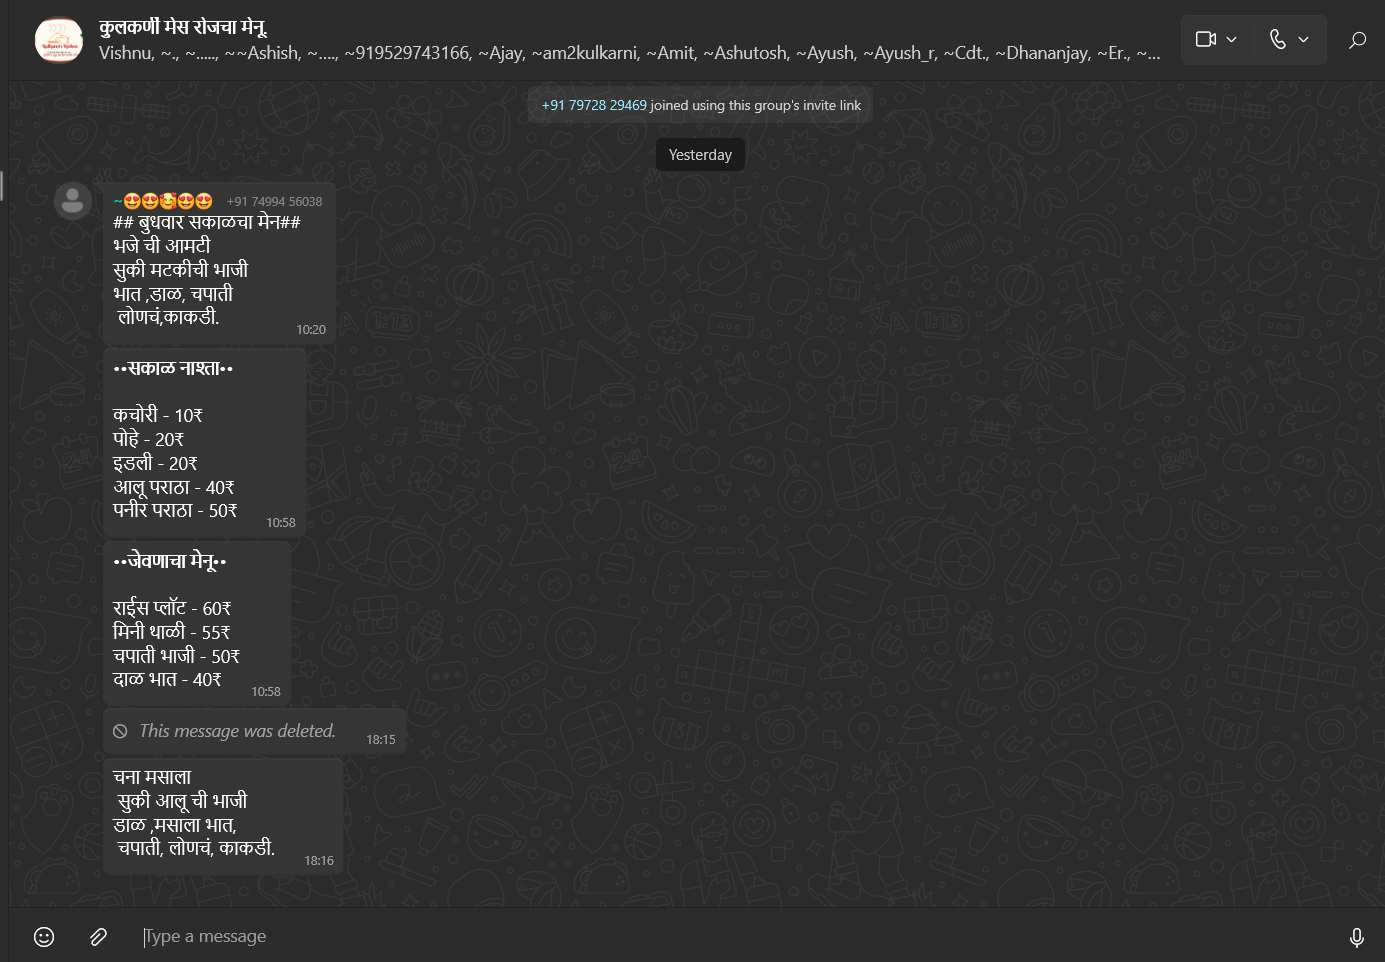 कुलकर्णी मेस रोजचा मेनू
Vishnu, ~., ~....., ~~Ashish, ~...., ~919529743166, ~Ajay, ~am2kulkarni, ~Amit, ~Ashutosh, ~Ayush, ~Ayush_r, ~Cdt., ~Dhananjay, ~Er., ~...
+91 79728 29469 joined using this group's invite link
Yesterday
~😍😍🥰😍😍 +91 74994 56038
## बुधवार सकाळचा मेन##
भजे ची आमटी
सुकी मटकीची भाजी
भात ,डाळ, चपाती
लोणचं,काकडी.
10:20
••सकाळ नाश्ता••
कचोरी - 10₹
पोहे - 20₹
इडली - 20₹
आलू पराठा - 40₹
पनीर पराठा - 50₹
10:58
••जेवणाचा मेनू••
राईस प्लॉट - 60₹
मिनी थाळी - 55₹
चपाती भाजी - 50₹
दाळ भात - 40₹
10:58
This message was deleted.
18:15
चना मसाला
सुकी आलू ची भाजी
डाळ ,मसाला भात,
चपाती, लोणचं, काकडी.
18:16
Type a message